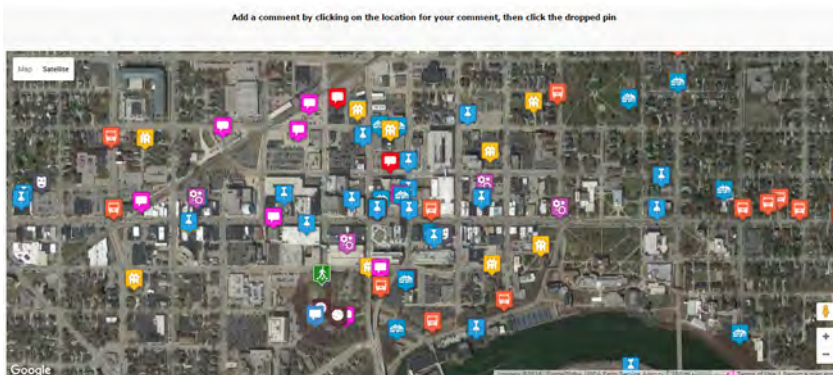 Add a comment by clicking on the location for your comment, then click the dropped pin
Map Satellite
Google